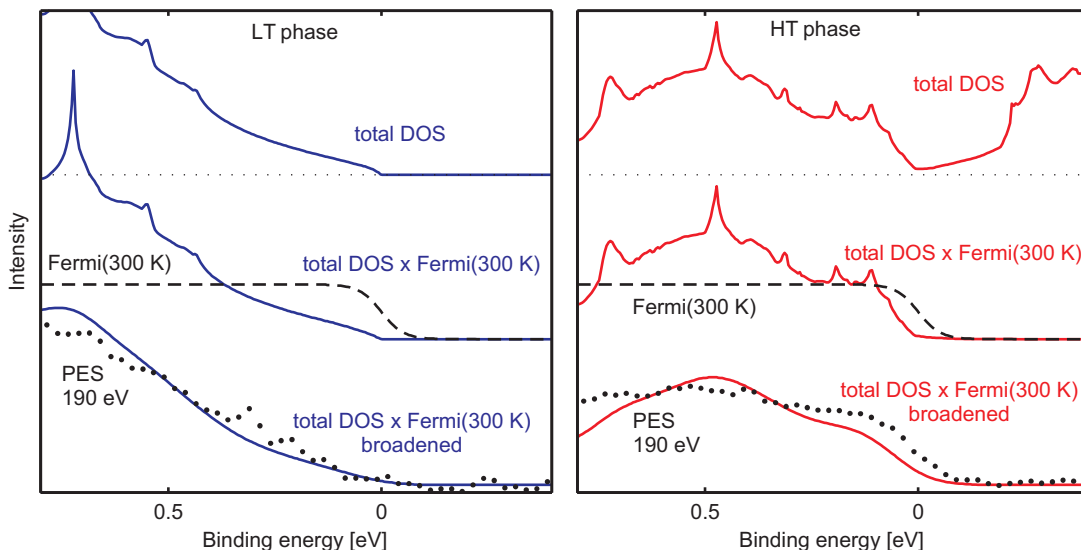 LT phase
total DOS
Fermi(300 K)
total DOS x Fermi(300 K)
PES
190 eV
total DOS x Fermi(300 K)
broadened
Intensity
0.5
0
Binding energy [eV]
HT phase
total DOS
total DOS x Fermi(300 K)
Fermi(300 K)
total DOS x Fermi(300 K)
broadened
PES
190 eV
0.5
0
Binding energy [eV]